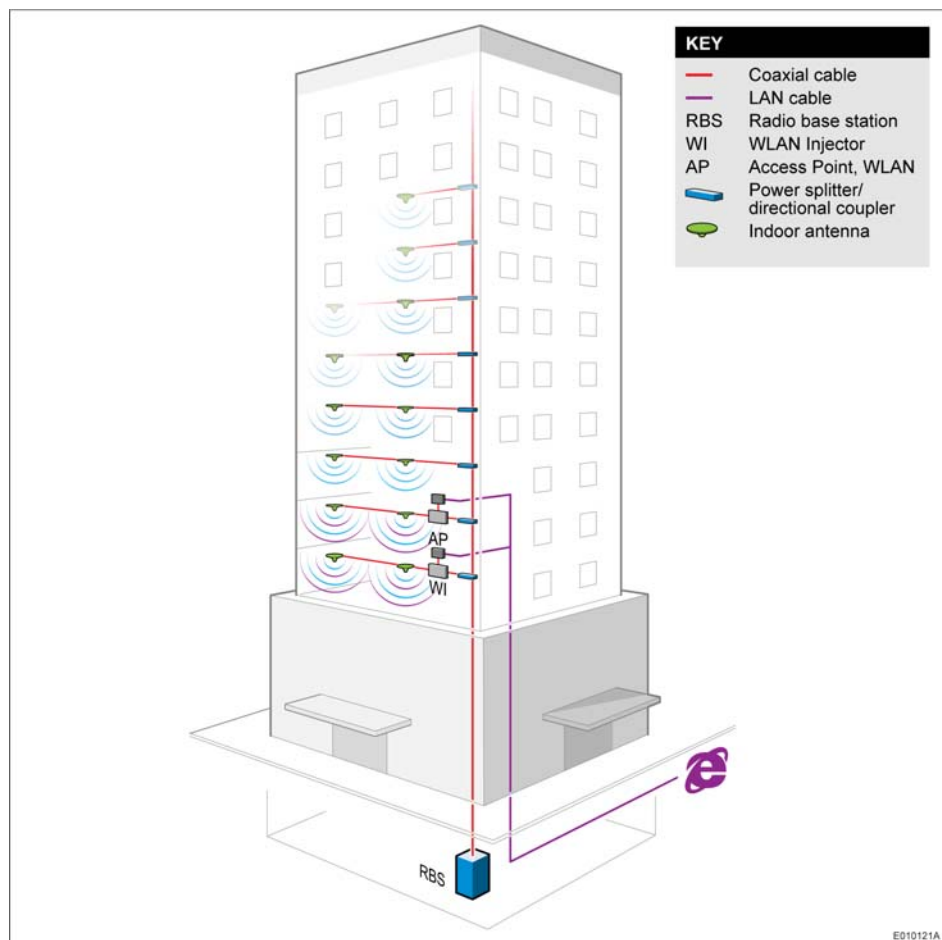 KEY
Coaxial cable
LAN cable
RBS Radio base station
WI WLAN Injector
AP Access Point, WLAN
Power splitter/
directional coupler
Indoor antenna
AP
WI
RBS
E010121A